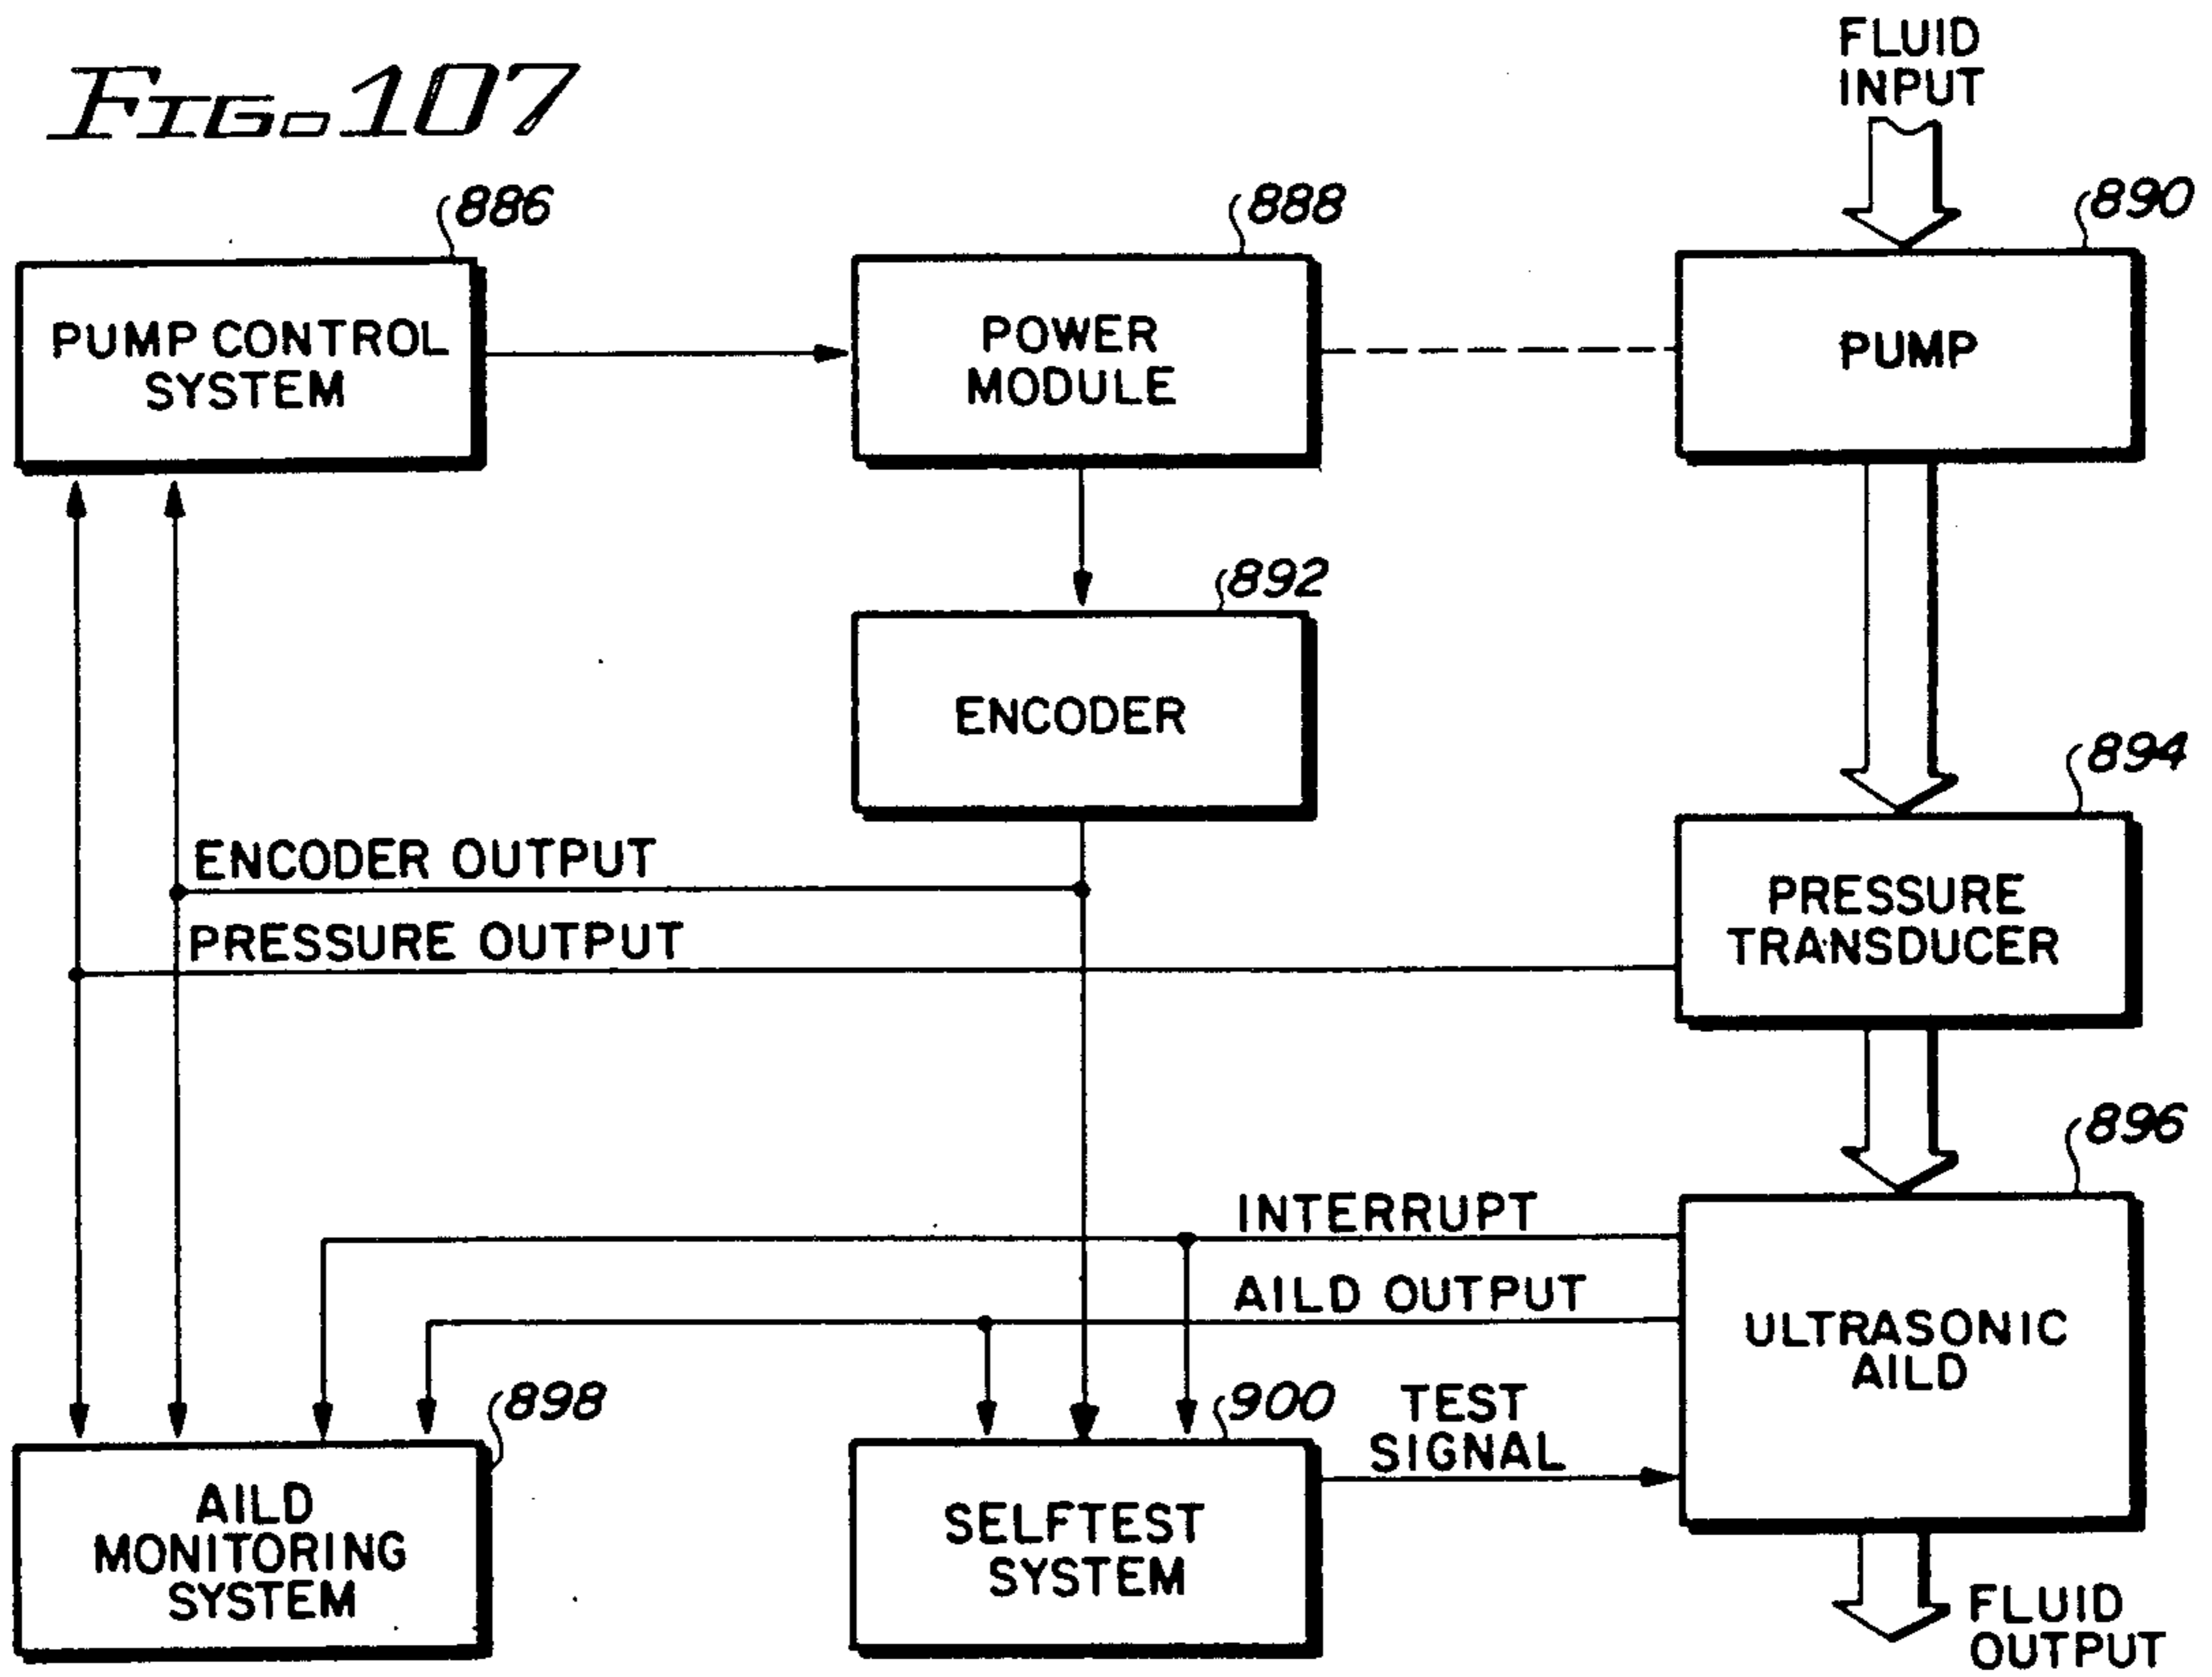 FIG. 107
FLUID
INPUT
886
888
890
PUMP CONTROL
SYSTEM
POWER
MODULE
PUMP
892
ENCODER
894
ENCODER OUTPUT
PRESSURE OUTPUT
PRESSURE
TRANSDUCER
896
INTERRUPT
AILD OUTPUT
ULTRASONIC
AILD
898
900
TEST
SIGNAL
AILD
MONITORING
SYSTEM
SELFTEST
SYSTEM
FLUID
OUTPUT